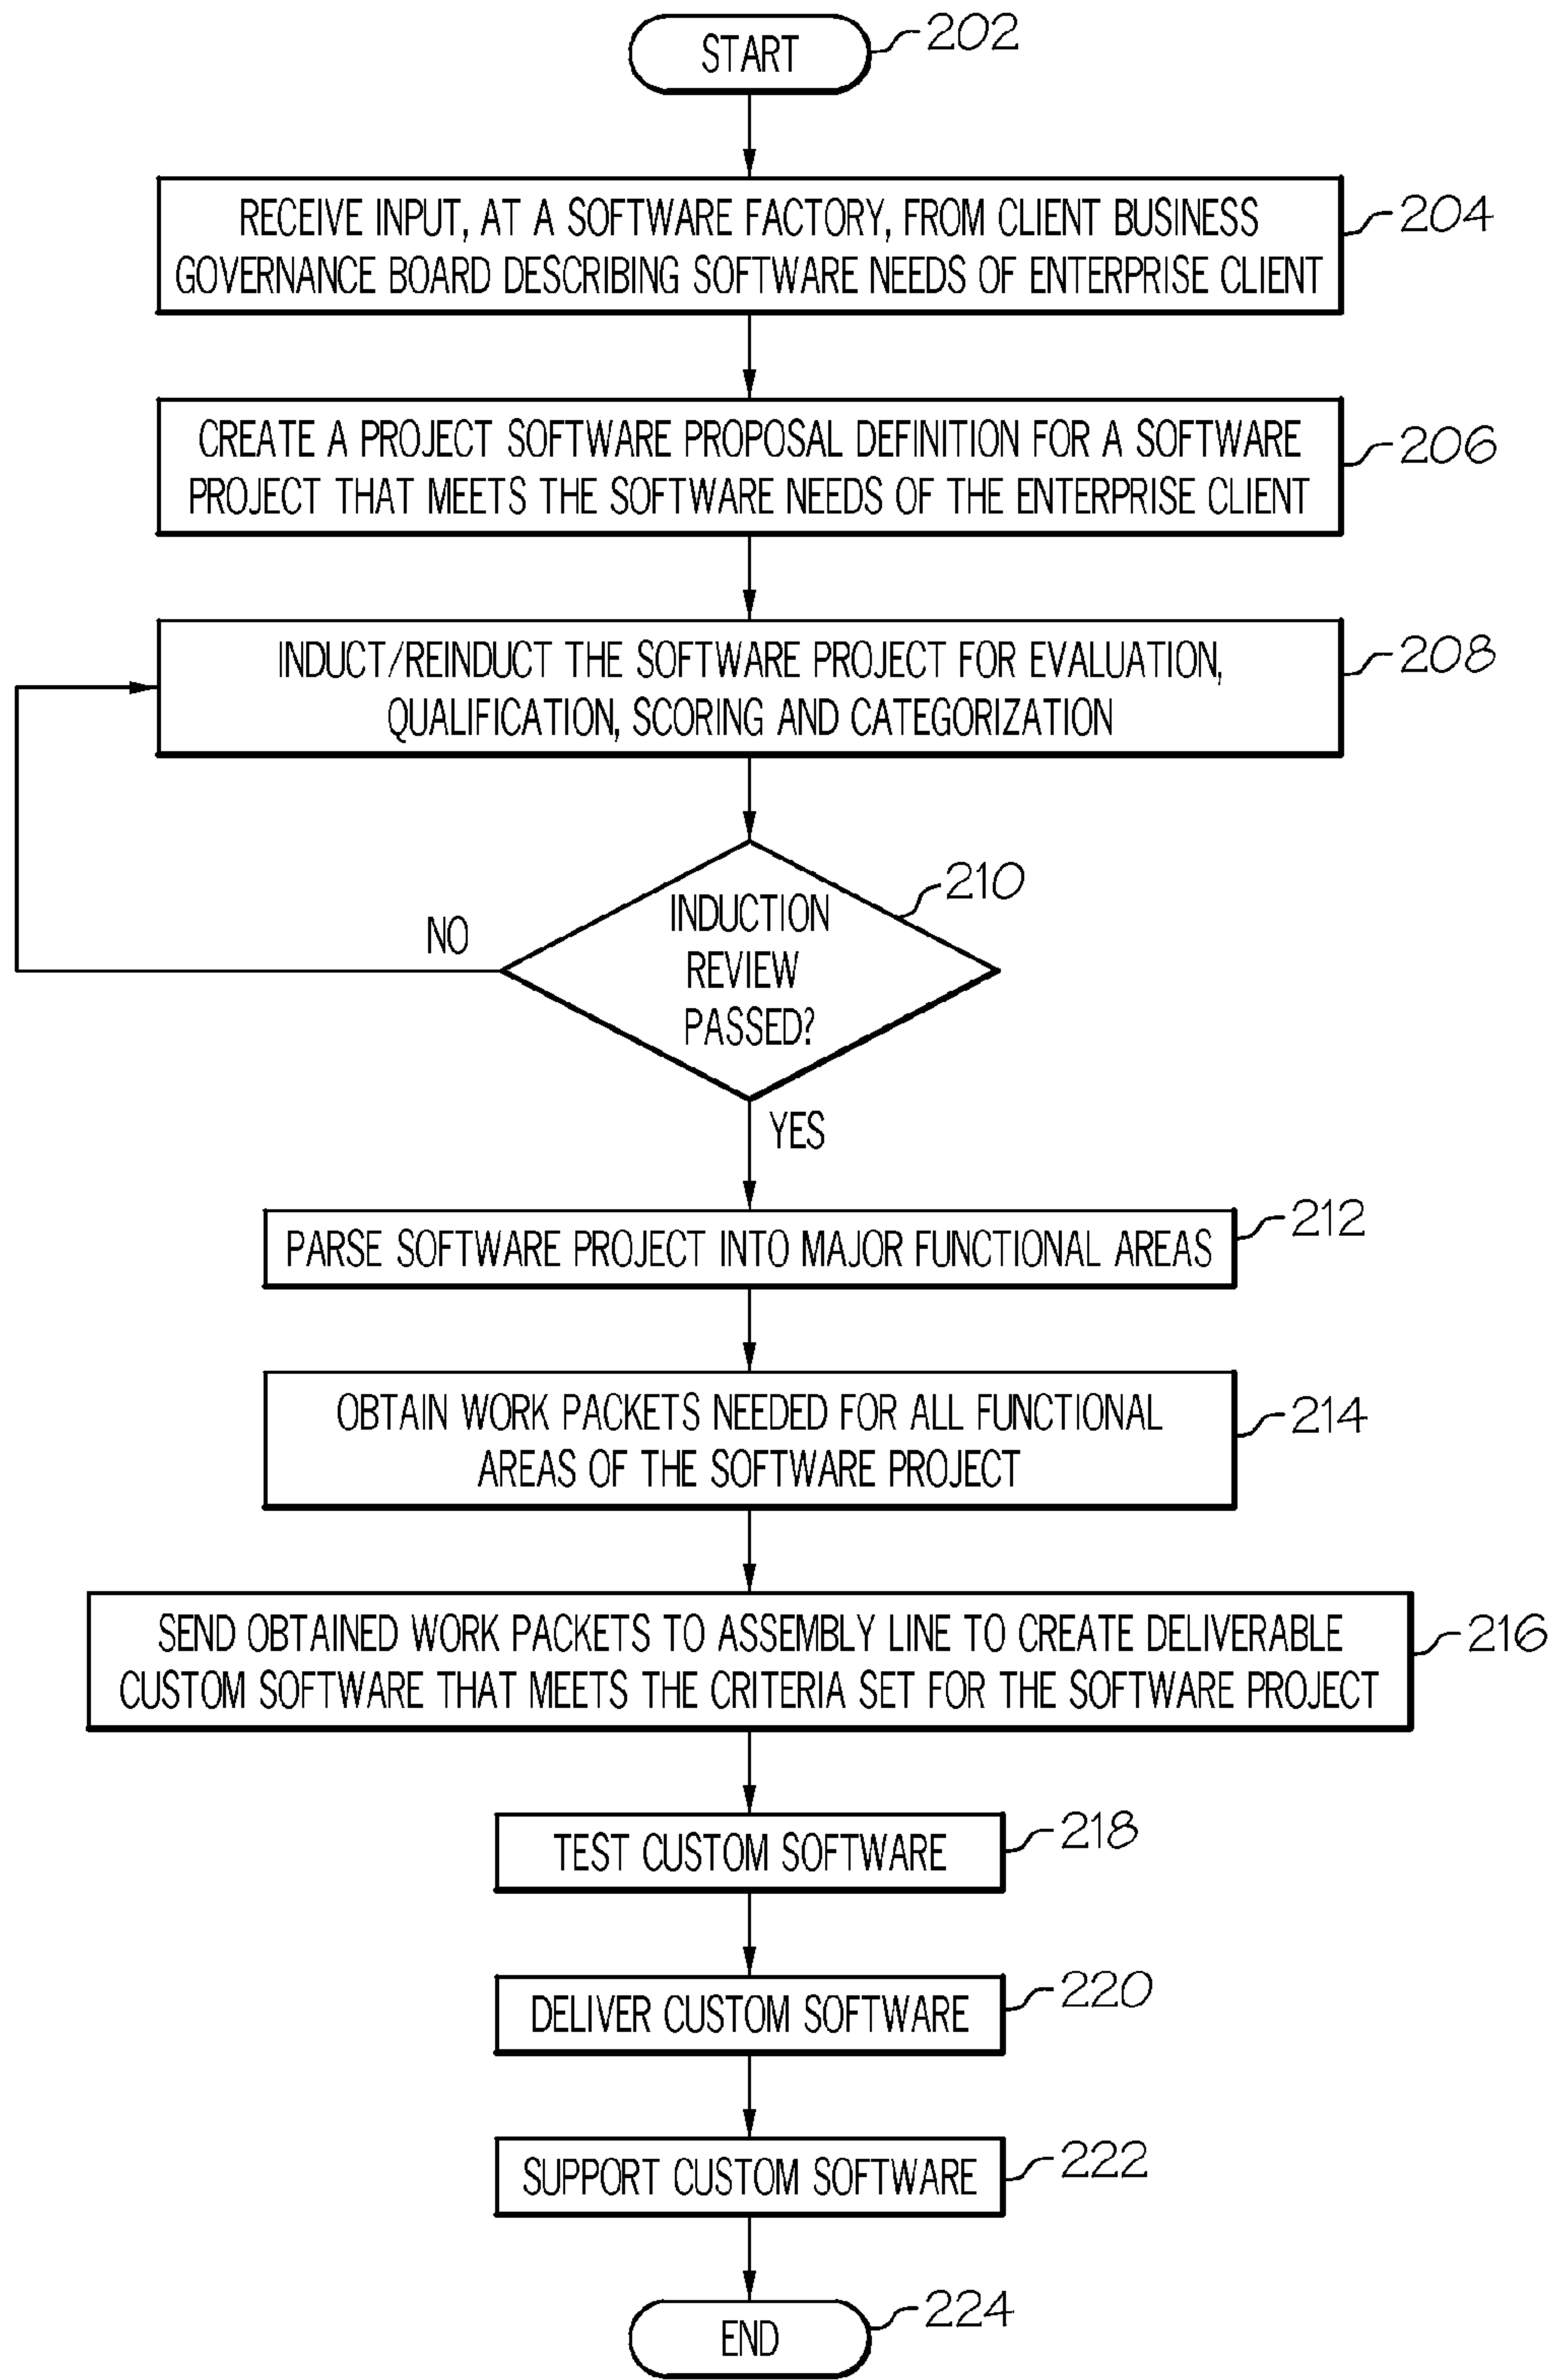 START
202
RECEIVE INPUT, AT A SOFTWARE FACTORY, FROM CLIENT BUSINESS
GOVERNANCE BOARD DESCRIBING SOFTWARE NEEDS OF ENTERPRISE CLIENT
204
CREATE A PROJECT SOFTWARE PROPOSAL DEFINITION FOR A SOFTWARE
PROJECT THAT MEETS THE SOFTWARE NEEDS OF THE ENTERPRISE CLIENT
206
INDUCT/REINDUCT THE SOFTWARE PROJECT FOR EVALUATION,
QUALIFICATION, SCORING AND CATEGORIZATION
208
INDUCTION
REVIEW
PASSED?
210
NO
YES
PARSE SOFTWARE PROJECT INTO MAJOR FUNCTIONAL AREAS
212
OBTAIN WORK PACKETS NEEDED FOR ALL FUNCTIONAL
AREAS OF THE SOFTWARE PROJECT
214
SEND OBTAINED WORK PACKETS TO ASSEMBLY LINE TO CREATE DELIVERABLE
CUSTOM SOFTWARE THAT MEETS THE CRITERIA SET FOR THE SOFTWARE PROJECT
216
TEST CUSTOM SOFTWARE
218
DELIVER CUSTOM SOFTWARE
220
SUPPORT CUSTOM SOFTWARE
222
END
224